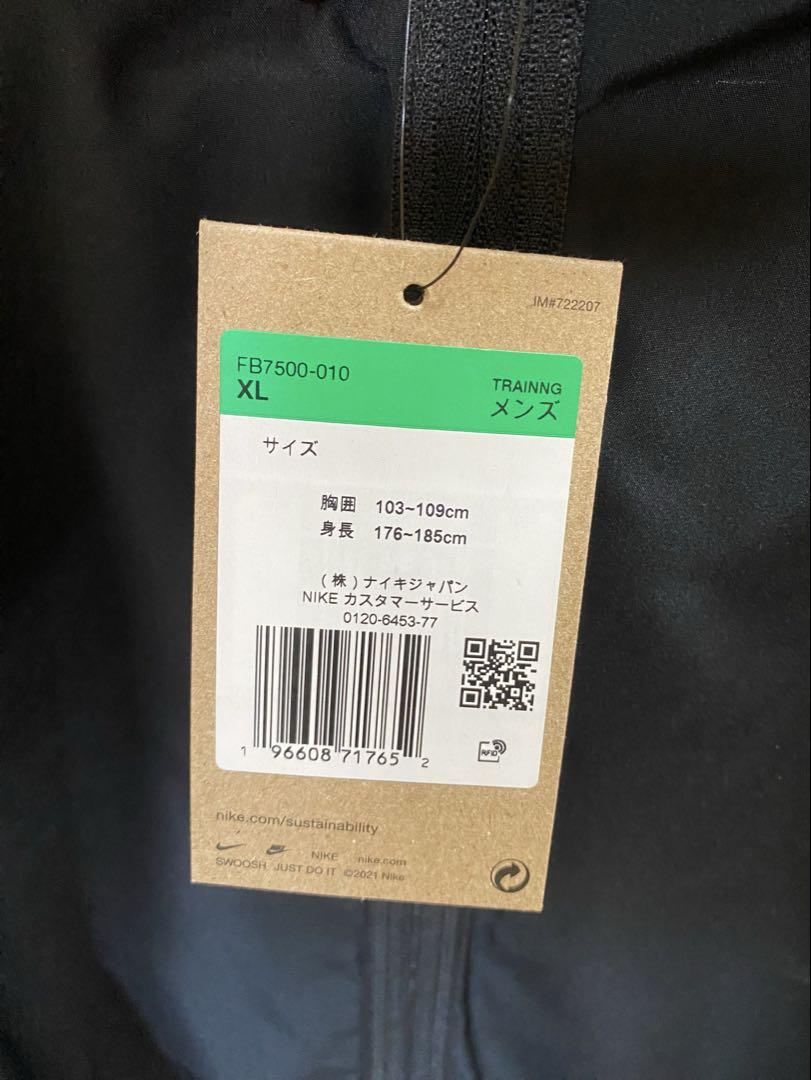 IM#722207
FB7500-010
XL
TRAINNG
メンズ
サイズ
胸囲 103~109cm
身長 176~185cm
(株)ナイキジャパン
NIKE カスタマーサービス
0120-6453-77
1 96608 71765 2
RFID
nike.com/sustainability
NIKE nike.com
SWOOSH JUST DO IT ©2021 Nike